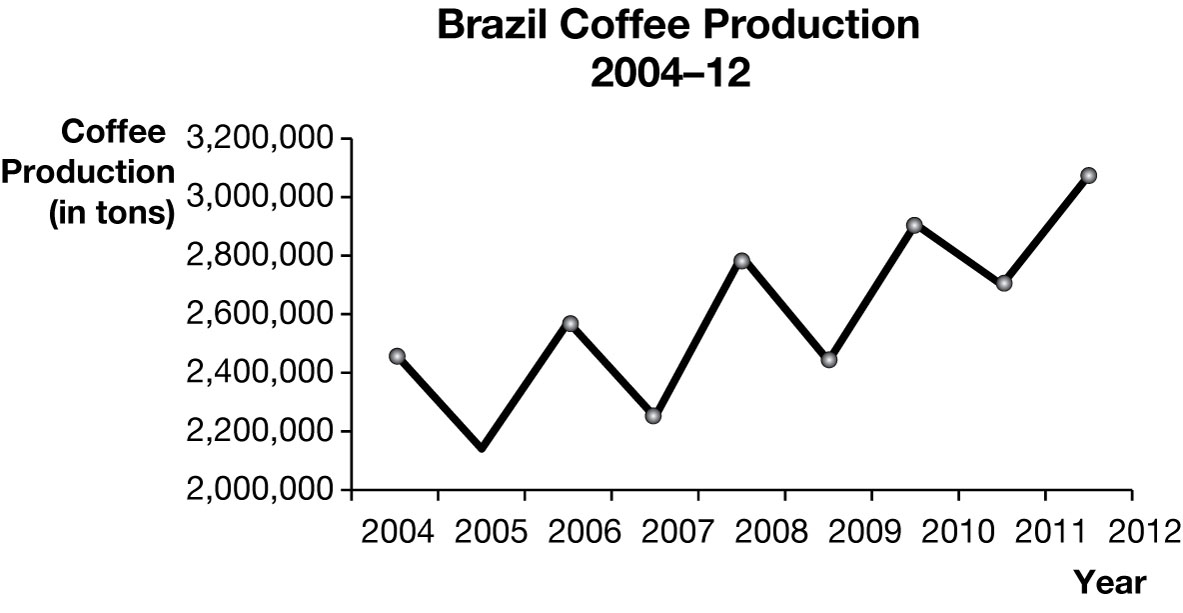 Brazil Coffee Production
2004–12
Coffee
Production
(in tons)
3,200,000
3,000,000
2,800,000
2,600,000
2,400,000
2,200,000
2,000,000
2004 2005 2006 2007 2008 2009 2010 2011 2012
Year